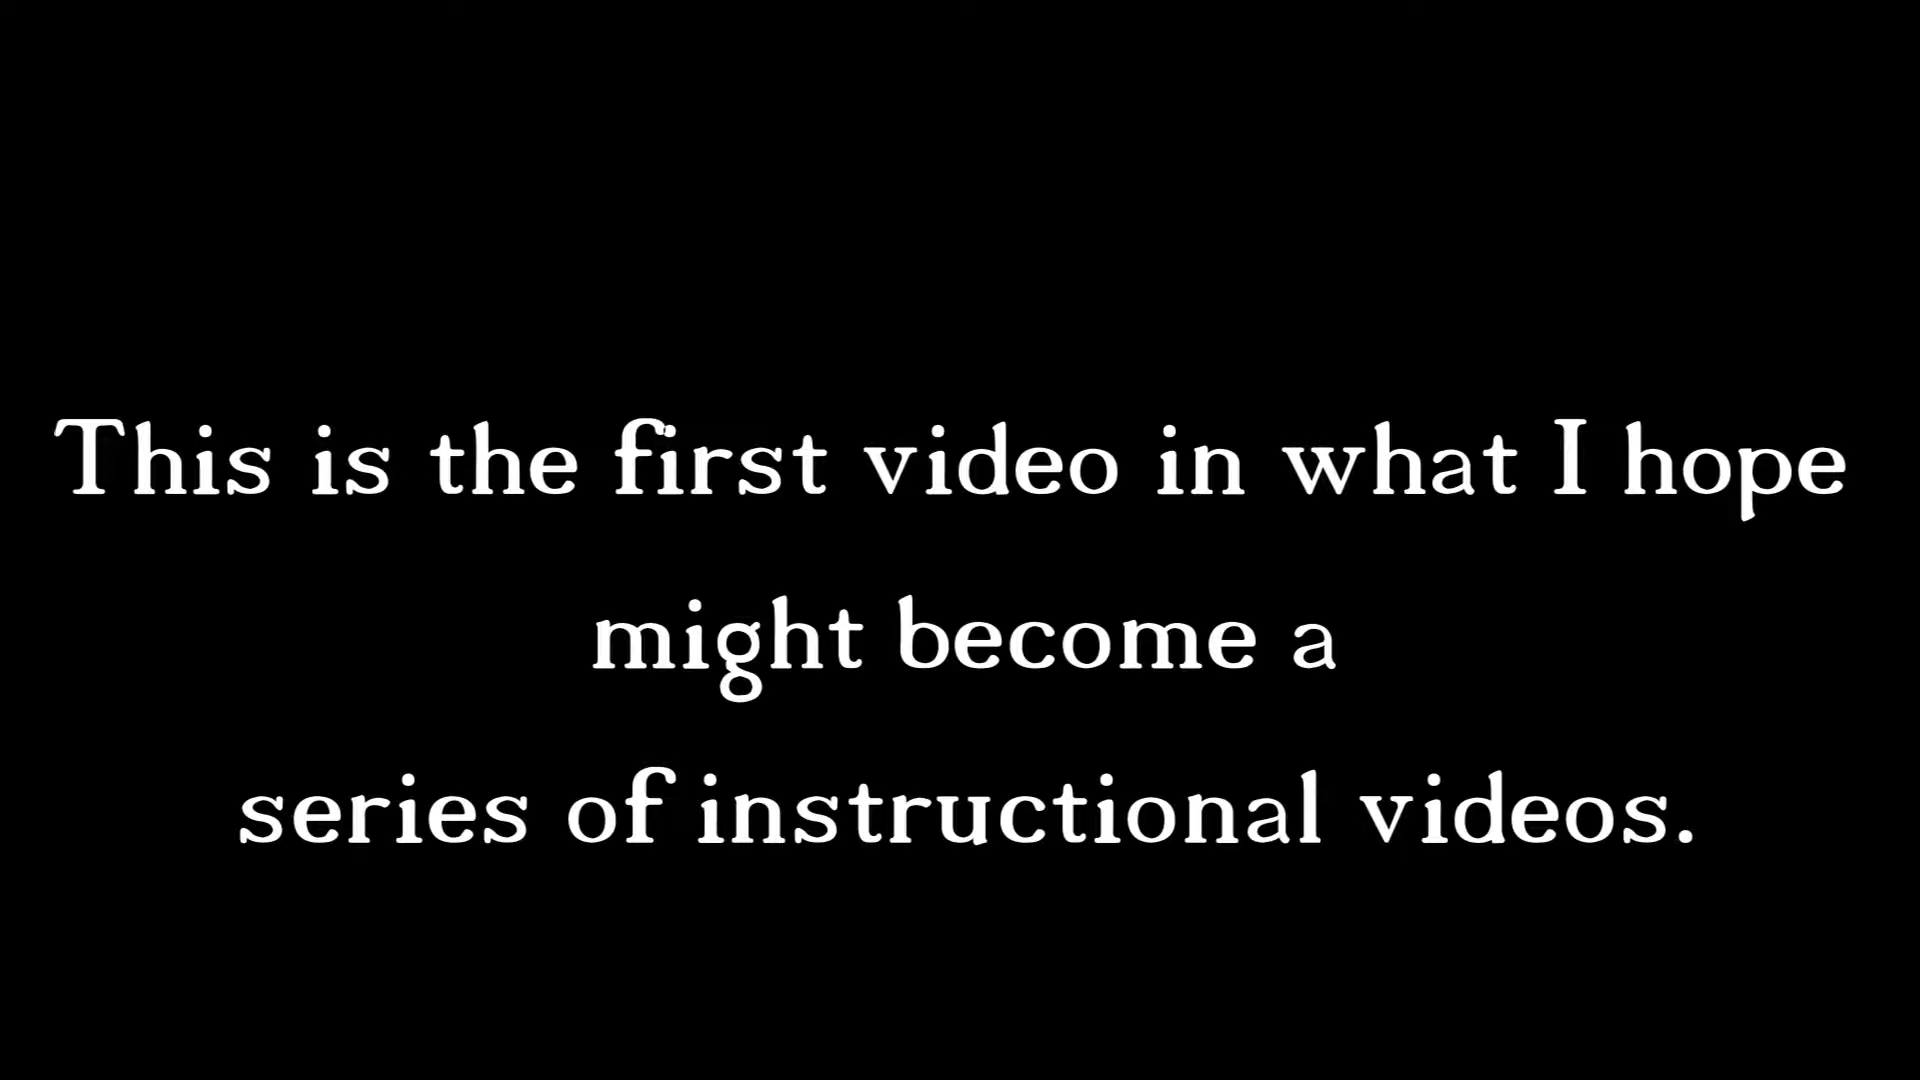 This is the first video in what I hope
might become a
series of instructional videos.